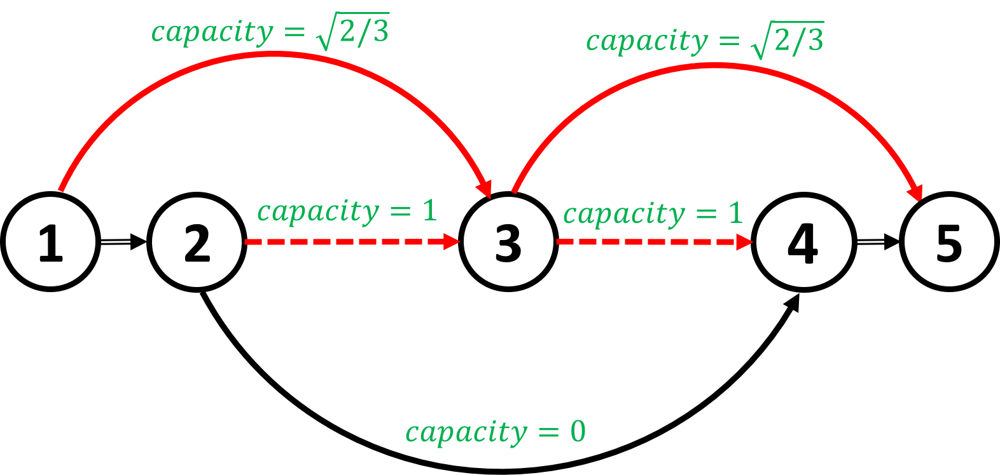 capacity = √2/3
capacity = √2/3
capacity = 1
capacity = 1
1
2
3
4
5
capacity = 0